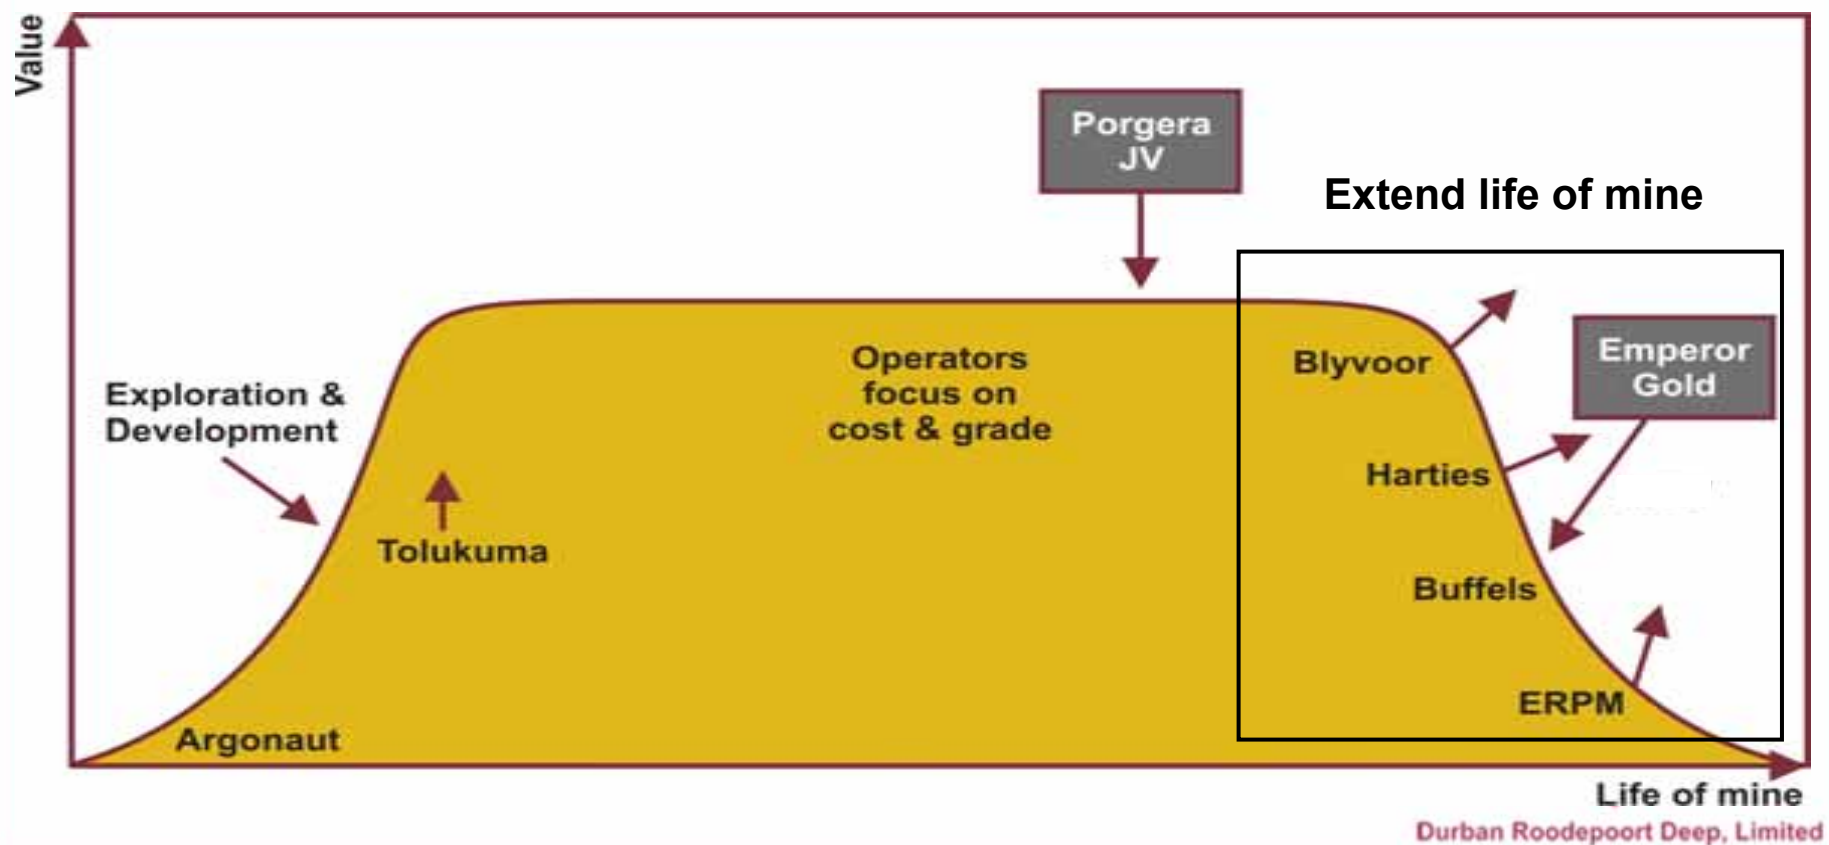 Value
Porgera
JV
Extend life of mine
Exploration &
Development
Operators
focus on
cost & grade
Blyvoor
Emperor
Gold
Harties
Tolukuma
Buffels
ERPM
Argonaut
Life of mine
Durban Roodepoort Deep, Limited